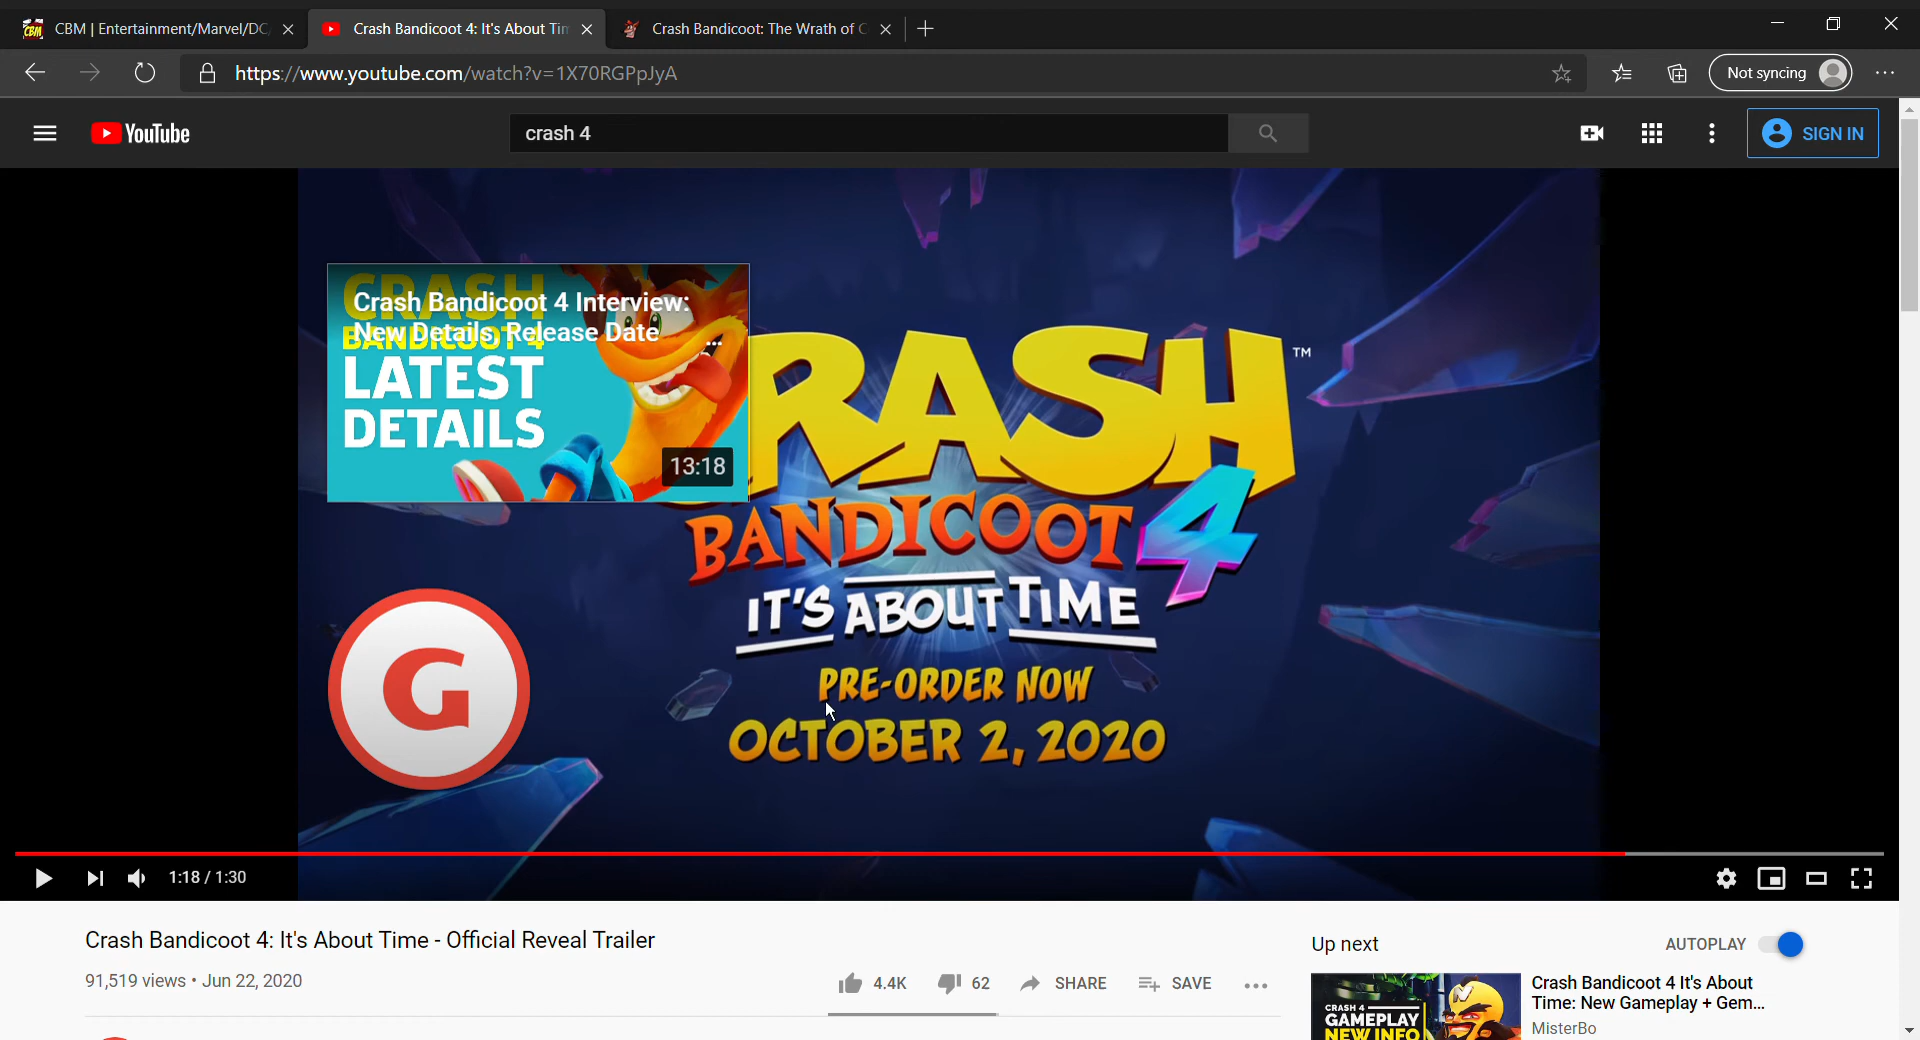 CBM | Entertainment/Marvel/DC
Crash Bandicoot 4: It's About Tim
Crash Bandicoot: The Wrath of C
https://www.youtube.com/watch?v=1X70RGPpJyA
Not syncing
YouTube
crash 4
SIGN IN
CRASH
BANDICOOT 4
Crash Bandicoot 4 Interview:
New Details, Release Date
...
LATEST
DETAILS
13:18
CRASH
TM
BANDICOOT 4
IT'S ABOUT TIME
PRE-ORDER NOW
OCTOBER 2, 2020
G
1:18 / 1:30
Crash Bandicoot 4: It's About Time - Official Reveal Trailer
91,519 views • Jun 22, 2020
4.4K
62
SHARE
SAVE
Up next
AUTOPLAY
CRASH 4
GAMEPLAY
NEW INFO
Crash Bandicoot 4 It's About
Time: New Gameplay + Gem...
MisterBo